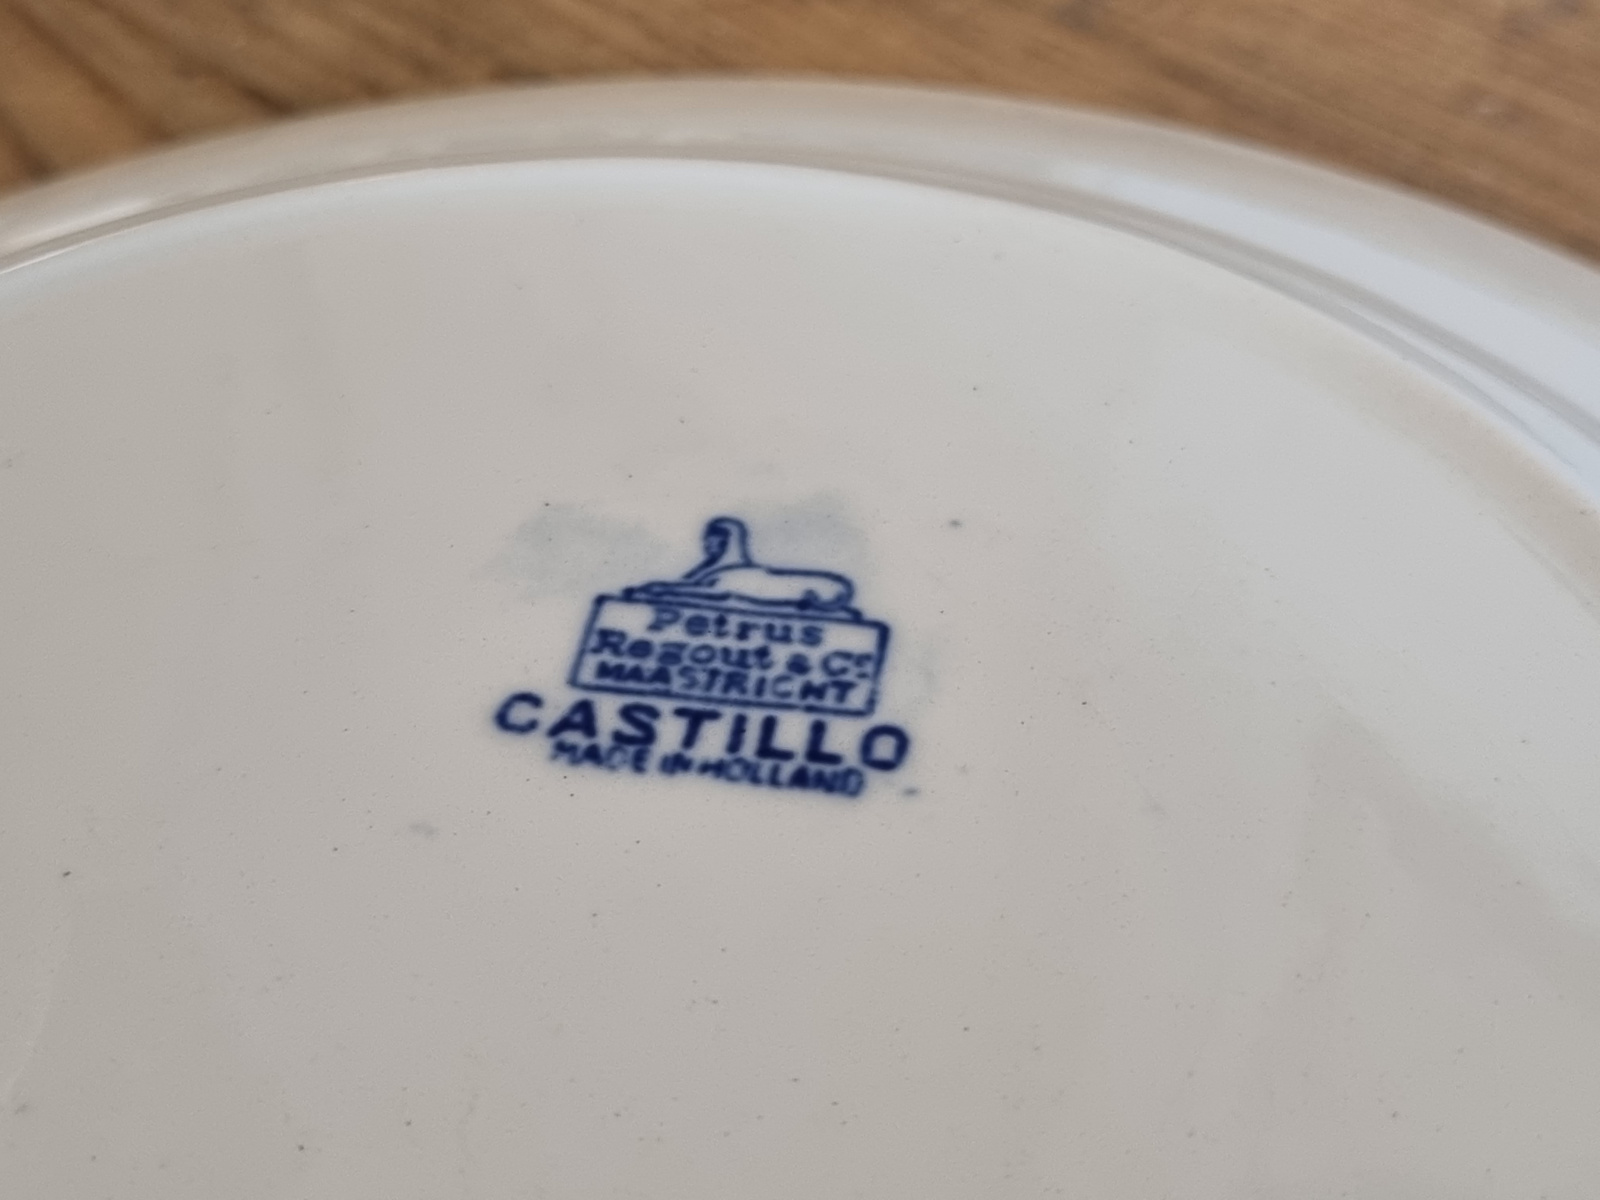 Petrus
Regout & Co
MAASTRICHT
CASTILLO
MADE IN HOLLAND